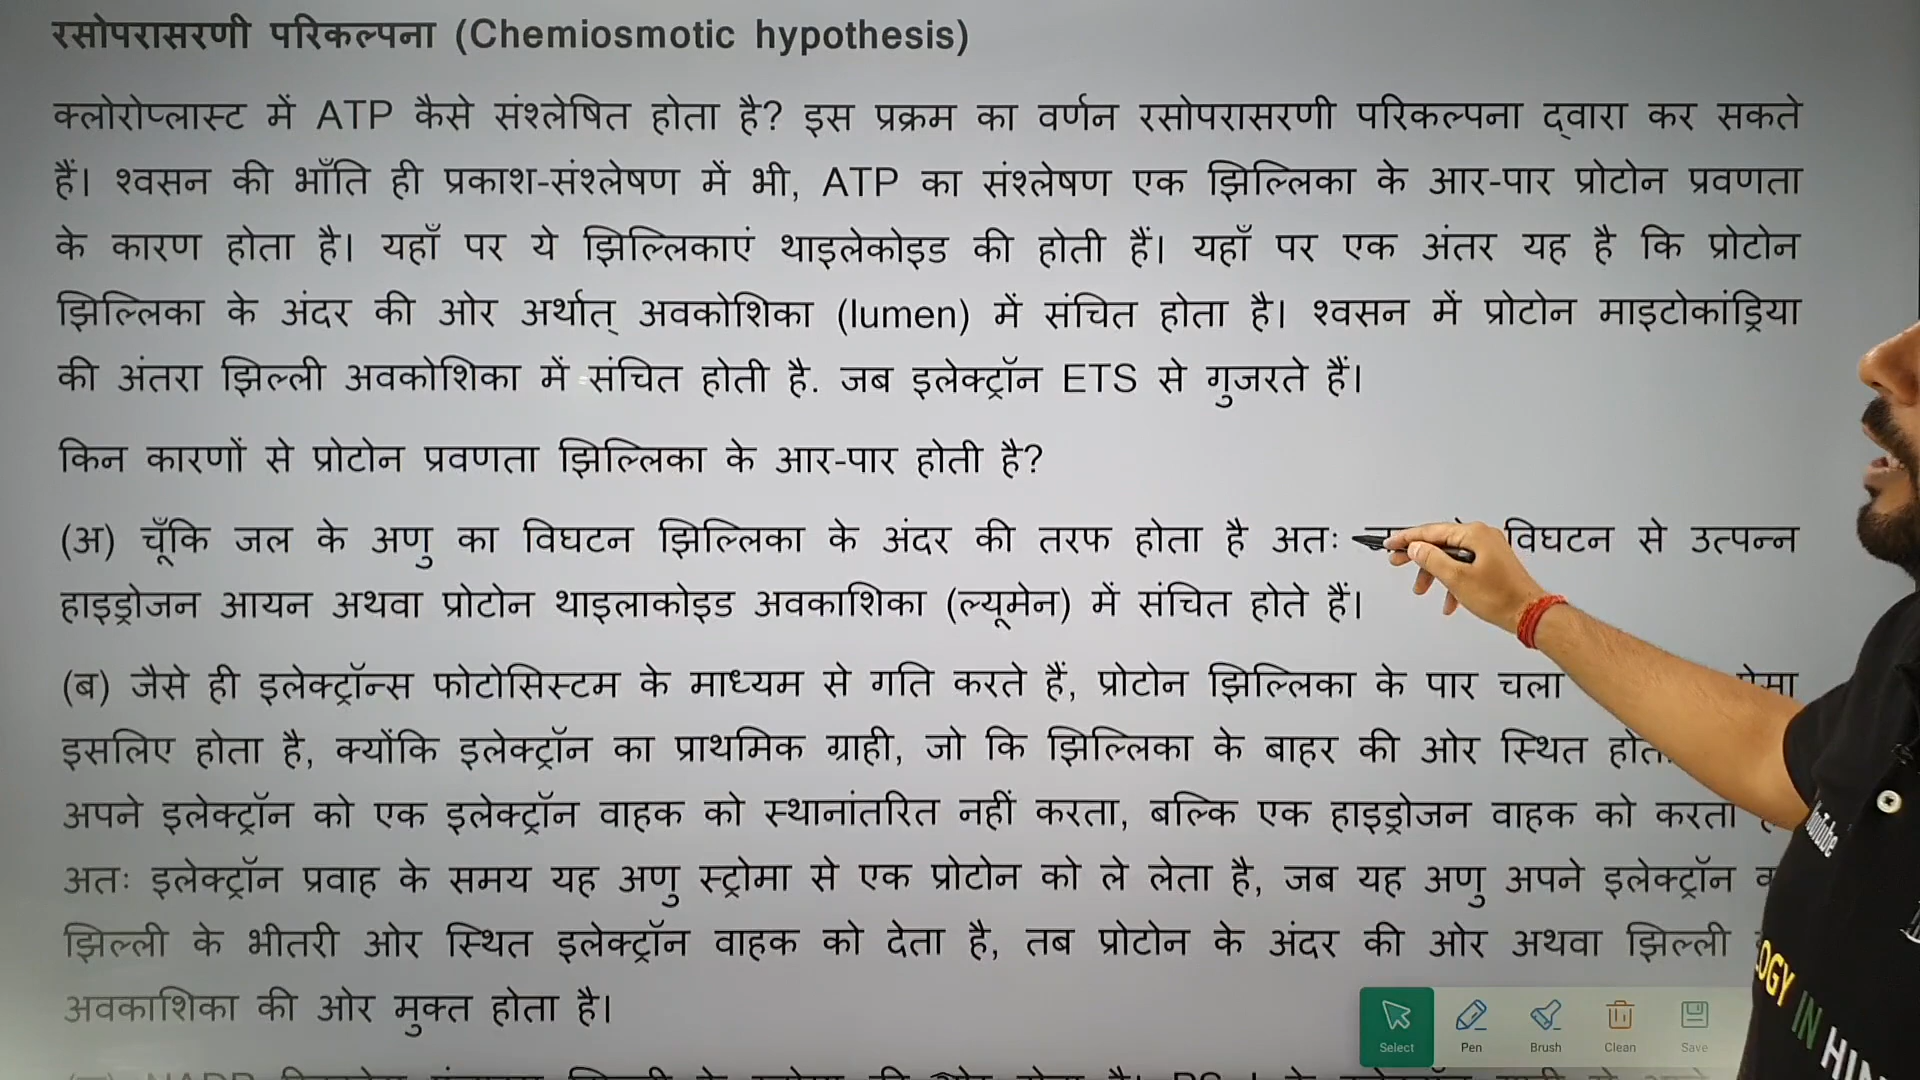 रसोपरासरणी परिकल्पना (Chemiosmotic hypothesis)
क्लोरोप्लास्ट में ATP कैसे संश्लेषित होता है? इस प्रक्रम का वर्णन रसोपरासरणी परिकल्पना द्वारा कर सकते
हैं। श्वसन की भाँति ही प्रकाश-संश्लेषण में भी, ATP का संश्लेषण एक झिल्लिका के आर-पार प्रोटोन प्रवणता
के कारण होता है। यहाँ पर ये झिल्लिकाएं थाइलेकोइड की होती हैं। यहाँ पर एक अंतर यह है कि प्रोटोन
झिल्लिका के अंदर की ओर अर्थात् अवकोशिका (lumen) में संचित होता है। श्वसन में प्रोटोन माइटोकांड्रिया
की अंतरा झिल्ली अवकोशिका में संचित होती है. जब इलेक्ट्रॉन ETS से गुजरते हैं।
किन कारणों से प्रोटोन प्रवणता झिल्लिका के आर-पार होती है?
(अ) चूँकि जल के अणु का विघटन झिल्लिका के अंदर की तरफ होता है अतः विघटन से उत्पन्न
हाइड्रोजन आयन अथवा प्रोटोन थाइलाकोइड अवकाशिका (ल्यूमेन) में संचित होते हैं।
(ब) जैसे ही इलेक्ट्रॉन्स फोटोसिस्टम के माध्यम से गति करते हैं, प्रोटोन झिल्लिका के पार चला
इसलिए होता है, क्योंकि इलेक्ट्रॉन का प्राथमिक ग्राही, जो कि झिल्लिका के बाहर की ओर स्थित
अपने इलेक्ट्रॉन को एक इलेक्ट्रॉन वाहक को स्थानांतरित नहीं करता, बल्कि एक हाइड्रोजन वाहक को करता
अतः इलेक्ट्रॉन प्रवाह के समय यह अणु स्ट्रोमा से एक प्रोटोन को ले लेता है, जब यह अणु अपने इलेक्ट्रॉन
झिल्ली के भीतरी ओर स्थित इलेक्ट्रॉन वाहक को देता है, तब प्रोटोन के अंदर की ओर अथवा झिल्ली
अवकाशिका की ओर मुक्त होता है।
Select Pen Brush Clean Save
YouTube
IN